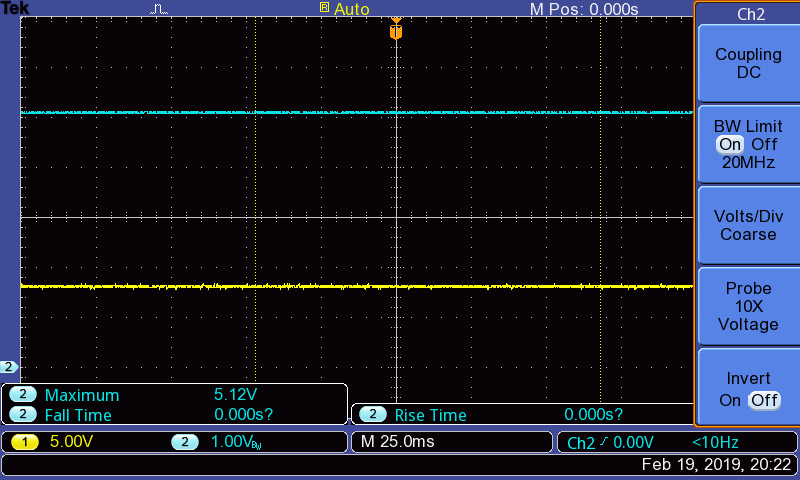 Tek
R Auto
M Pos: 0.000s
Ch2
T
Coupling
DC
BW Limit
On Off
20MHz
Volts/Div
Coarse
Probe
10X
Voltage
Invert
On Off
2
2 Maximum 5.12V
2 Fall Time 0.000s?
2 Rise Time 0.000s?
1 5.00V 2 1.00VBw
M 25.0ms
Ch2 0.00V <10Hz
Feb 19, 2019, 20:22